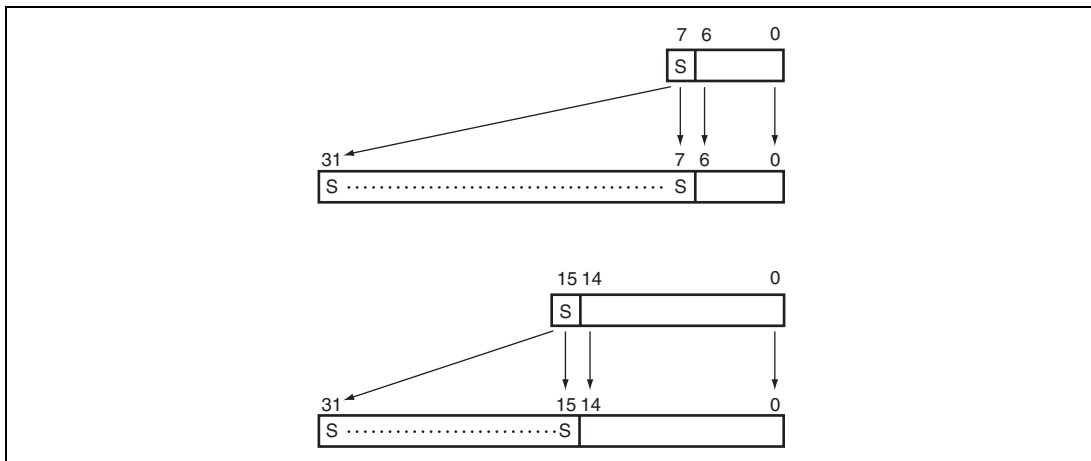 7 6 0
S
31 7 6 0
S ........................................ S
15 14 0
S
31 15 14 0
S ..........................S